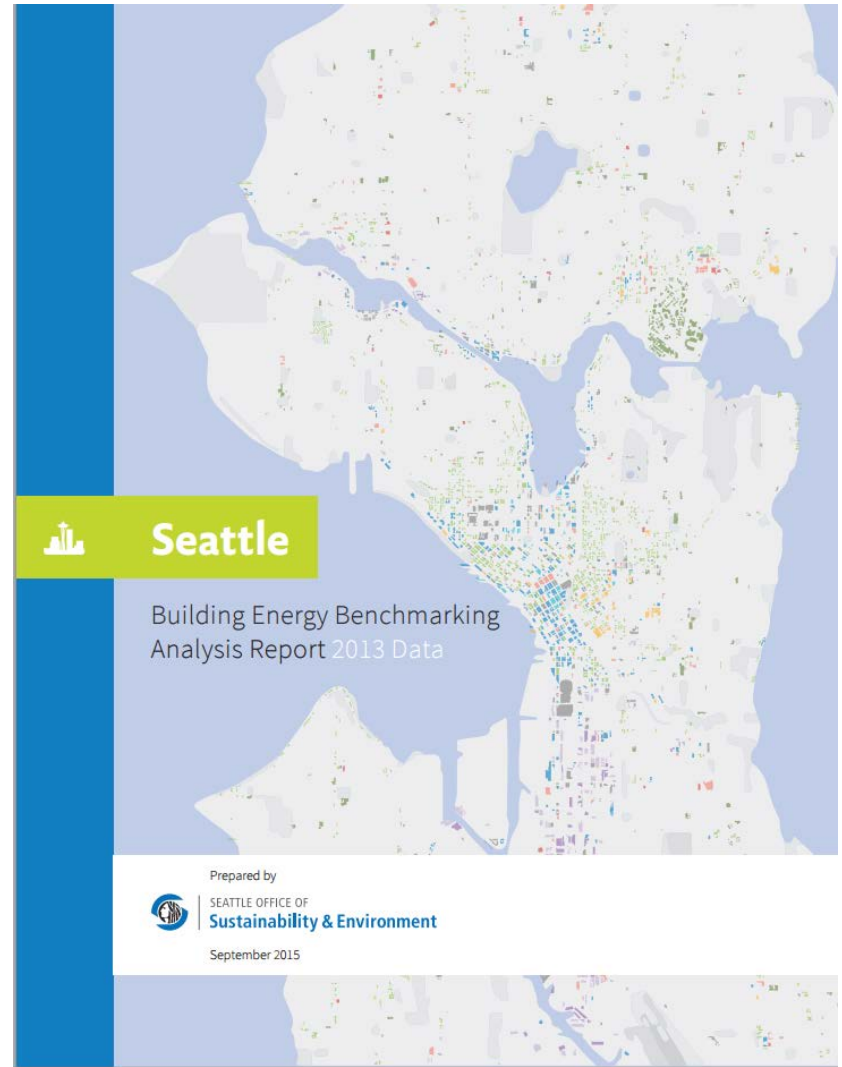 Seattle
Building Energy Benchmarking
Analysis Report 2013 Data
Prepared by
SEATTLE OFFICE OF
Sustainability & Environment
September 2015